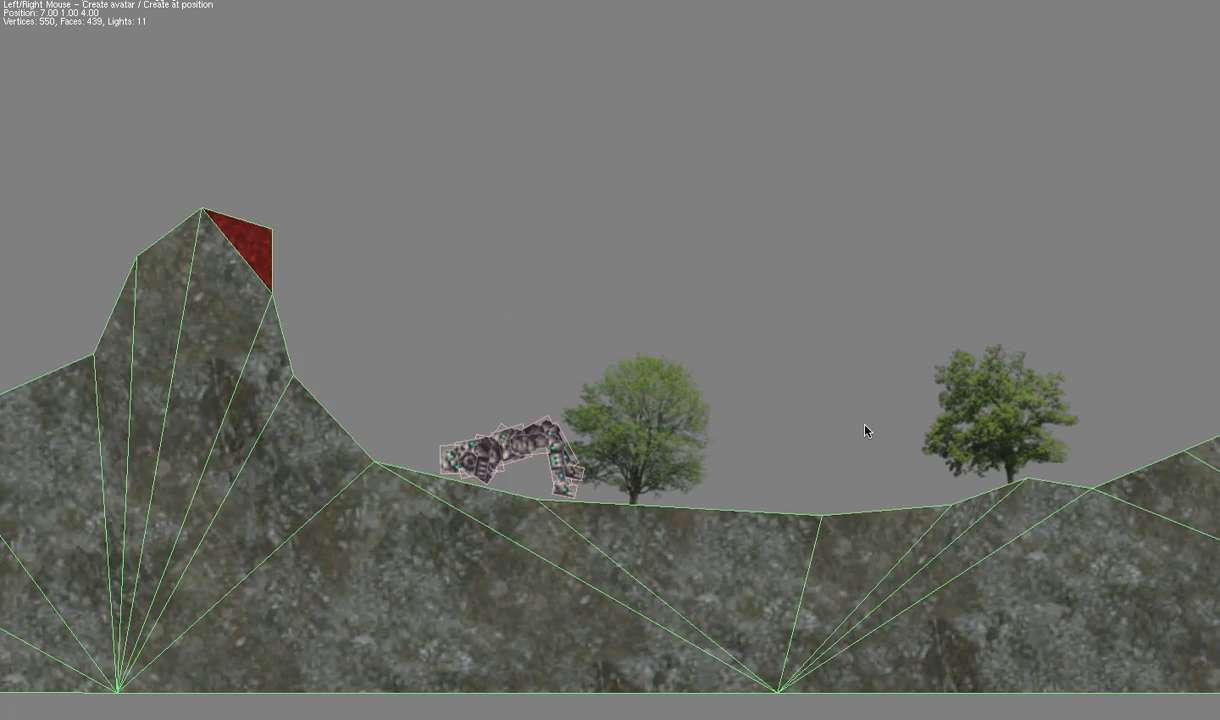 Left/Right Mouse - Create avatar / Create at position
Position: 7.00 1.00 4.00
Vertices: 550, Faces: 439, Lights: 11